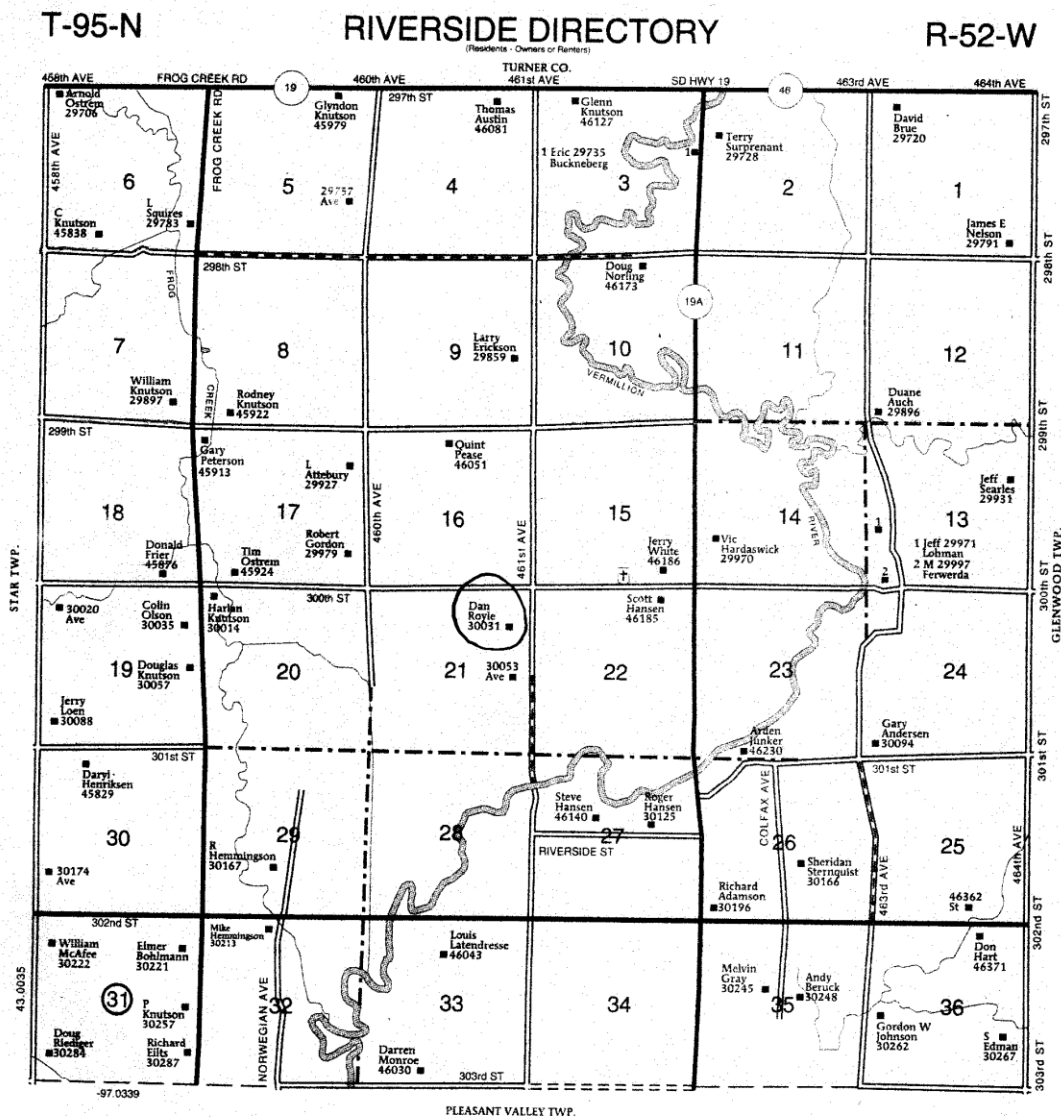 T-95-N
RIVERSIDE DIRECTORY
R-52-W
(Residents - Owners or Renters)
TURNER CO.
458th AVE
FROG CREEK RD
460th AVE
461st AVE
SD HWY 19
463rd AVE
464th AVE
19
46
297th ST
297th ST
458th AVE
FROG CREEK RD
Arnold
Ostrem
29706
6
C
Knutson
45838
L
Squires
29783
Glyndon
Knutson
45979
5
29757
Ave
Thomas
Austin
46081
4
Glenn
Knutson
46127
1 Eric 29735
Buckneberg
3
1
Terry
Surprenant
29728
2
David
Brue
29720
1
James E
Nelson
29791
298th ST
298th ST
FROG
CREEK
7
William
Knutson
29897
8
Rodney
Knutson
45922
9
Larry
Erickson
29859
Doug
Norling
46173
10
VERMILLION
19A
11
12
Duane
Auch
29896
299th ST
299th ST
Gary
Peterson
45913
18
Donald
Frier
45876
L
Attebury
29927
17
Robert
Gordon
29979
Tim
Ostrem
45924
460th AVE
Quint
Pease
46051
16
461st AVE
15
Jerry
White
46186
Vic
Hardaswick
29970
14
RIVER
Jeff
Searles
29931
13
1
2
1 Jeff 29971
Lohman
2 M 29997
Ferwerda
STAR TWP.
GLENWOOD TWP.
300th ST
300th ST
30020
Ave
Colin
Olson
30035
19
Douglas
Knutson
30057
Jerry
Loen
30088
Harlan
Knutson
30014
20
Dan
Royle
30031
21
30053
Ave
Scott
Hansen
46185
22
23
Arden
Junker
46230
24
Gary
Andersen
30094
301st ST
301st ST
301st ST
Daryl
Henriksen
45829
30
30174
Ave
29
R
Hemmingson
30167
28
Steve
Hansen
46140
Roger
Hansen
30125
27
RIVERSIDE ST
COLFAX AVE
26
Sheridan
Sternquist
30166
Richard
Adamson
30196
463rd AVE
25
46362
St
464th AVE
302nd ST
302nd ST
William
McAfee
30222
Elmer
Bohlmann
30221
31
P
Knutson
30257
Doug
Riediger
30284
Richard
Eilts
30287
Mike
Hemmingson
30213
32
NORWEGIAN AVE
Louis
Latendresse
46043
33
Darren
Monroe
46030
34
Melvin
Gray
30245
35
Andy
Beruck
30248
Don
Hart
46371
36
Gordon W
Johnson
30262
S
Edman
30267
43.0035
-97.0339
303rd ST
303rd ST
PLEASANT VALLEY TWP.